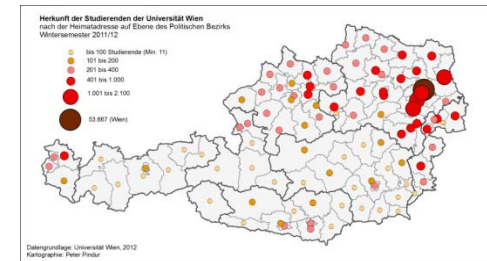 Herkunft der Studierenden der Universität Wien
nach der Heimatadresse auf Ebene des Politischen Bezirks
Wintersemester 2011/12
bis 100 Studierende (Min. 11)
101 bis 200
201 bis 400
401 bis 1.000
1.001 bis 2.100
53.667 (Wien)
Datengrundlage: Universität Wien, 2012
Kartographie: Peter Pindur